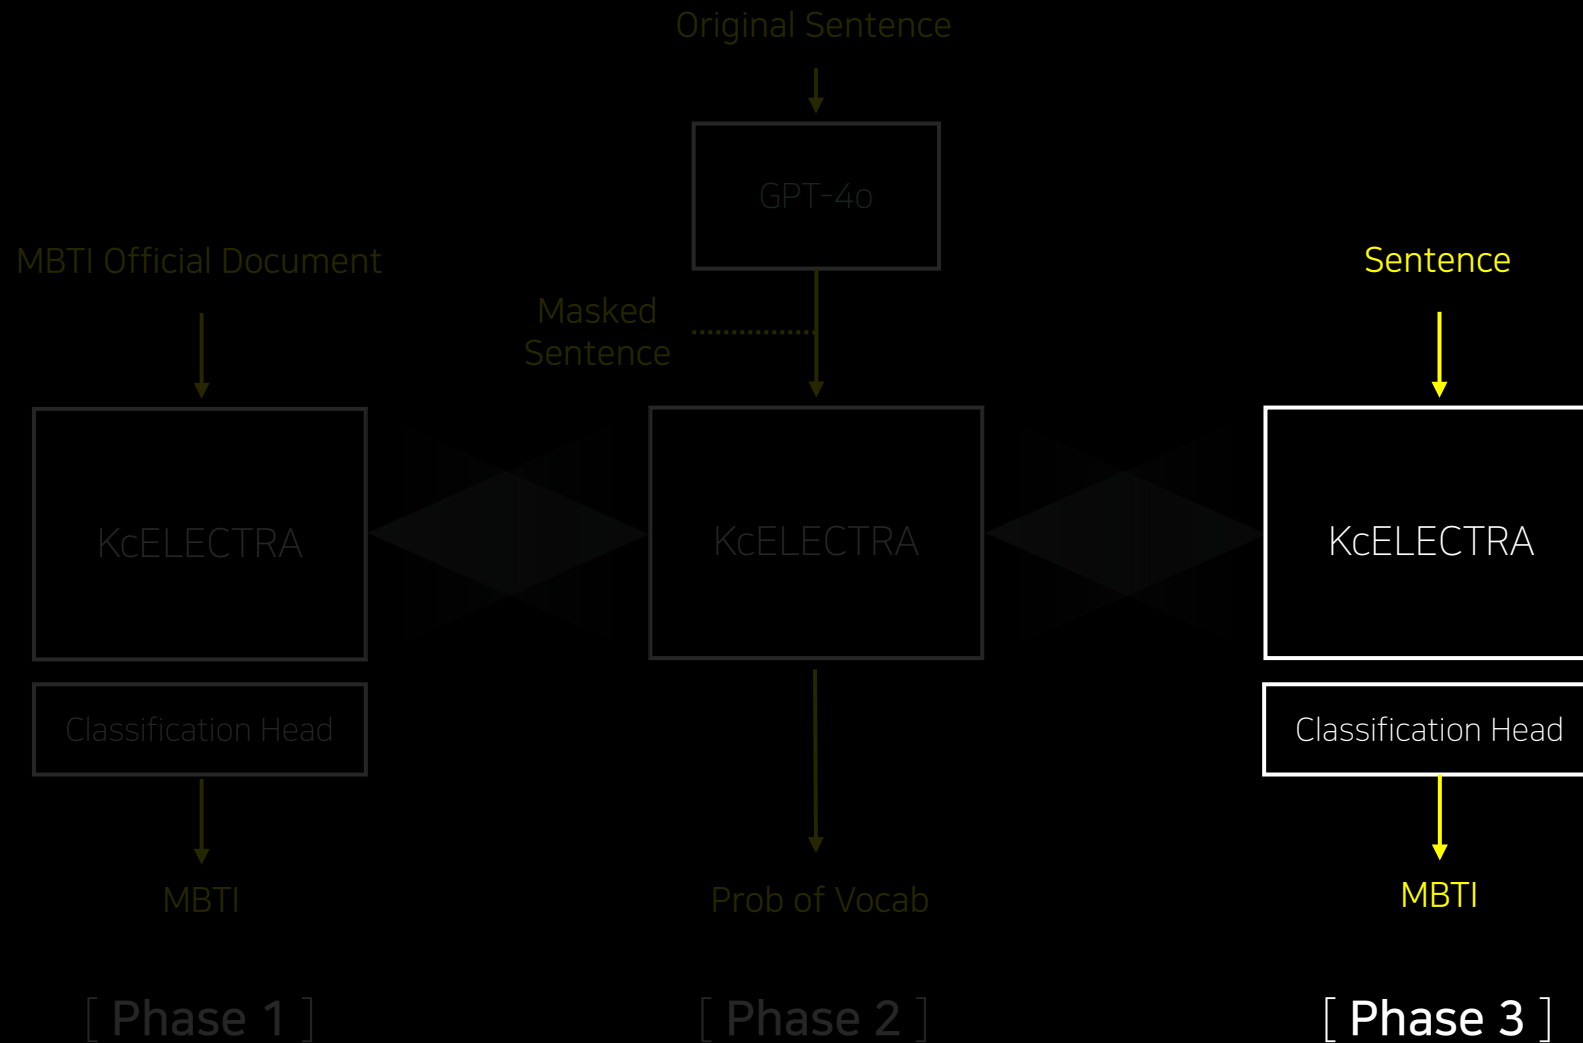 Original Sentence
GPT-4o
MBTI Official Document
Masked
Sentence
Sentence
KcELECTRA
KcELECTRA
KcELECTRA
Classification Head
Classification Head
MBTI
Prob of Vocab
MBTI
[ Phase 1 ]
[ Phase 2 ]
[ Phase 3 ]